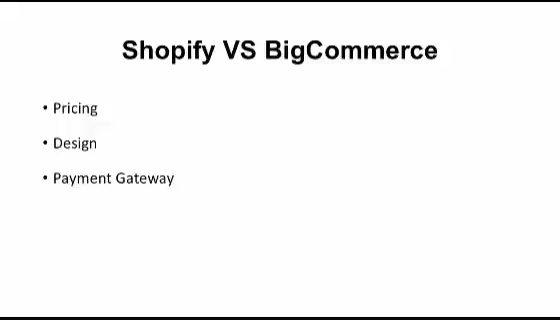 Shopify VS BigCommerce
• Pricing
• Design
• Payment Gateway